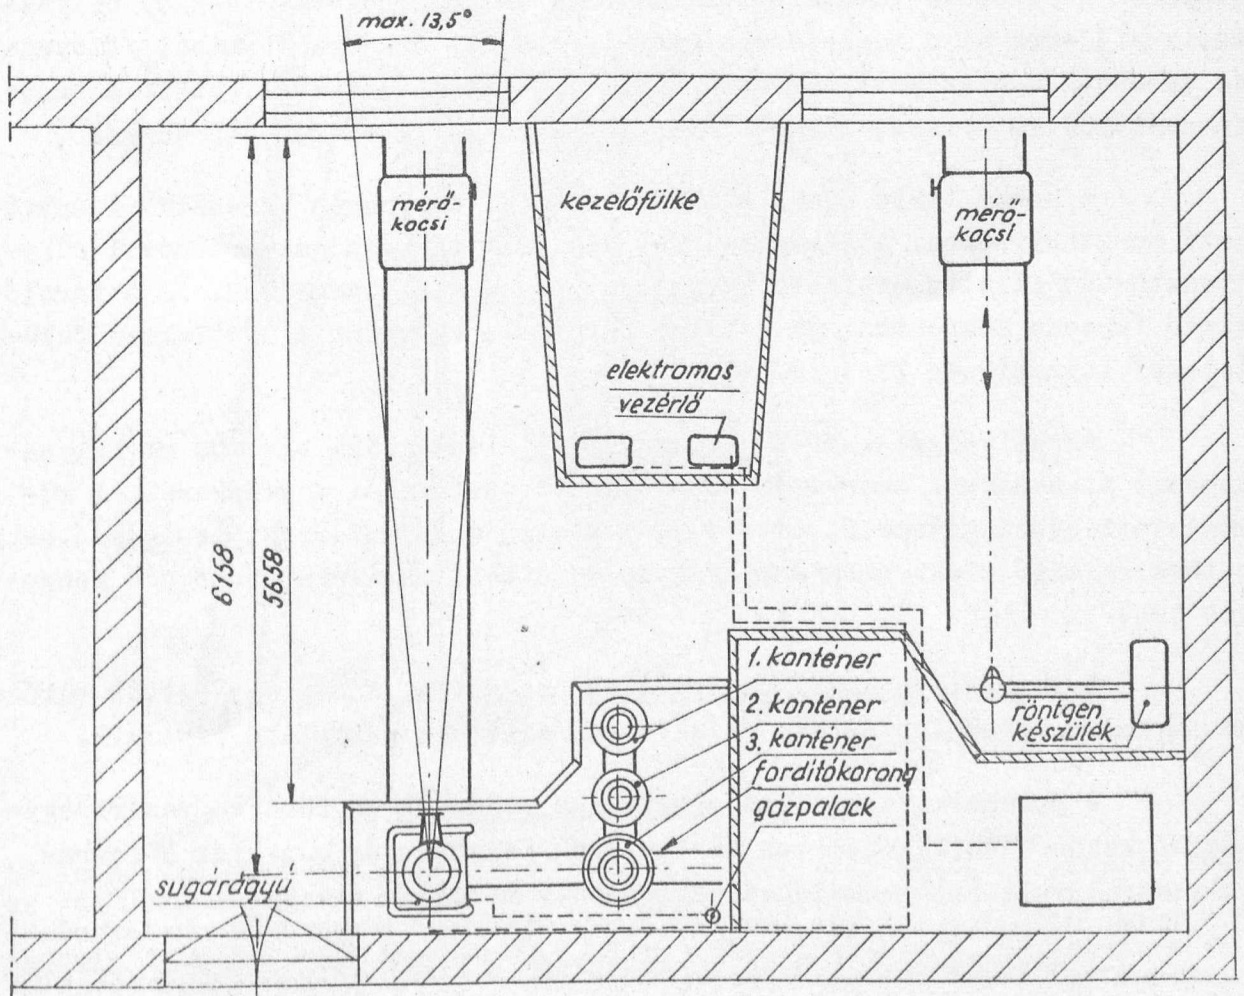 max. 13,5°
mérő-
kocsi
kezelőfülke
mérő-
kocsi
elektromos
vezérlő
6158
5658
1. konténer
2. konténer
3. konténer
fordítókorong
gázpalack
röntgen
készülék
sugárágyú